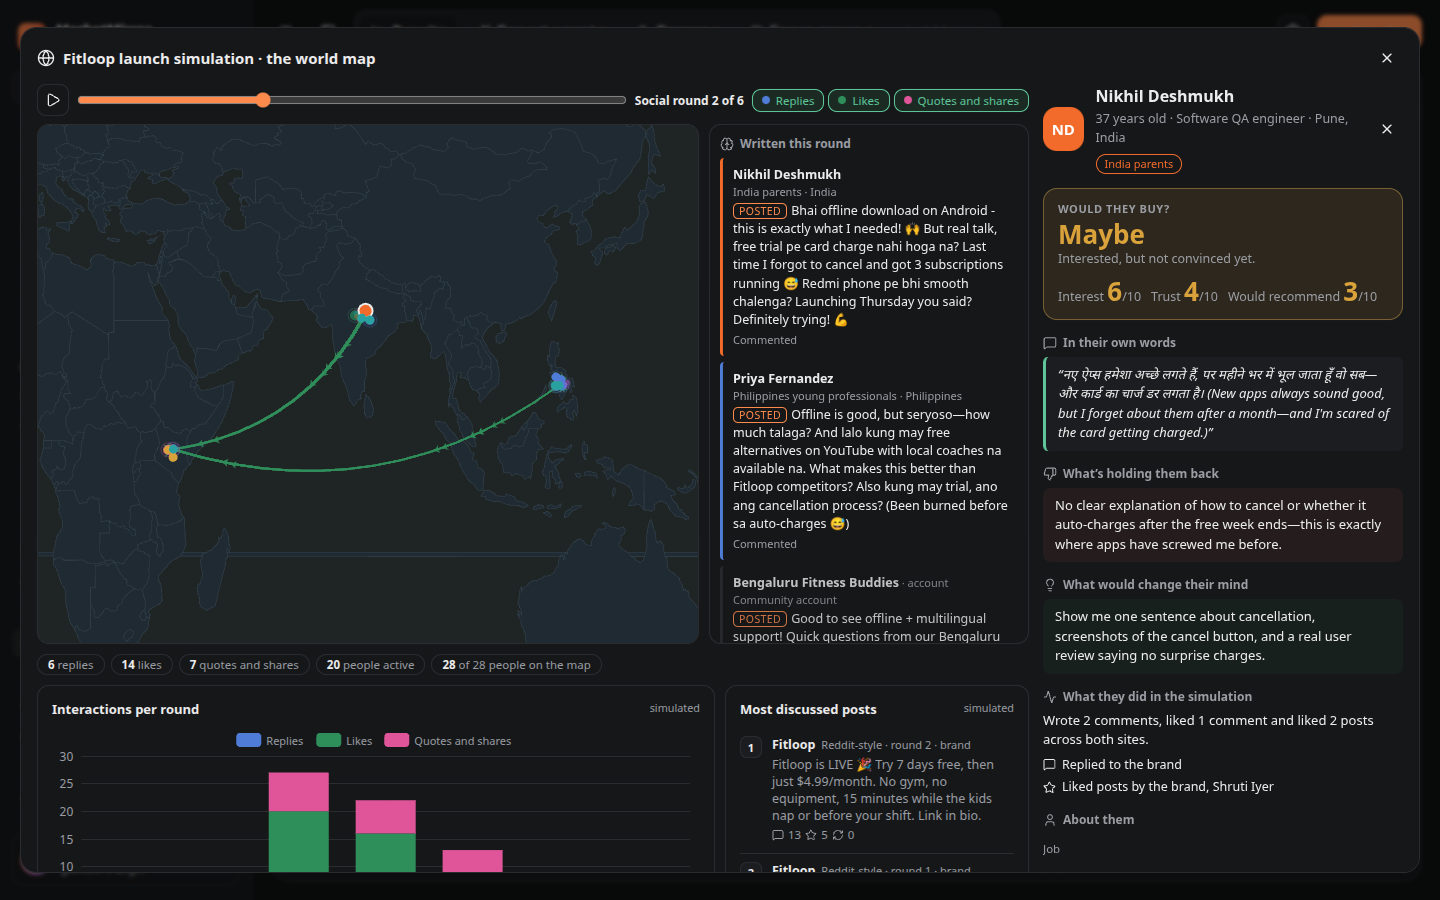 Fitloop launch simulation · the world map
Social round 2 of 6
Replies
Likes
Quotes and shares
Written this round
Nikhil Deshmukh
India parents · India
POSTED Bhai offline download on Android -
this is exactly what I needed! 🙌 But real talk,
free trial pe card charge nahi hoga na? Last
time I forgot to cancel and got 3 subscriptions
running 😅 Redmi phone pe bhi smooth
chalenga? Launching Thursday you said?
Definitely trying! 💪
Commented
Priya Fernandez
Philippines young professionals · Philippines
POSTED Offline is good, but seryoso—how
much talaga? And lalo kung may free
alternatives on YouTube with local coaches na
available na. What makes this better than
Fitloop competitors? Also kung may trial, ano
ang cancellation process? (Been burned before
sa auto-charges 😅)
Commented
Bengaluru Fitness Buddies · account
Community account
POSTED Good to see offline + multilingual
support! Quick questions from our Bengaluru
6 replies
14 likes
7 quotes and shares
20 people active
28 of 28 people on the map
Interactions per round
simulated
Replies
Likes
Quotes and shares
30
25
20
15
10
Most discussed posts
simulated
1
Fitloop Reddit-style · round 2 · brand
Fitloop is LIVE 🎉 Try 7 days free, then
just $4.99/month. No gym, no
equipment, 15 minutes while the kids
nap or before your shift. Link in bio.
13 5 0
Fitloop Reddit-style · round 1 · brand
ND
Nikhil Deshmukh
37 years old · Software QA engineer · Pune,
India
India parents
WOULD THEY BUY?
Maybe
Interested, but not convinced yet.
Interest 6/10 Trust 4/10 Would recommend 3/10
In their own words
“नए ऐप्स हमेशा अच्छे लगते हैं, पर महीने भर में भूल जाता हूँ वो सब—
और कार्ड का चार्ज डर लगता है। (New apps always sound good,
but I forget about them after a month—and I'm scared of
the card getting charged.)”
What’s holding them back
No clear explanation of how to cancel or whether it
auto-charges after the free week ends—this is exactly
where apps have screwed me before.
What would change their mind
Show me one sentence about cancellation,
screenshots of the cancel button, and a real user
review saying no surprise charges.
What they did in the simulation
Wrote 2 comments, liked 1 comment and liked 2 posts
across both sites.
Replied to the brand
Liked posts by the brand, Shruti Iyer
About them
Job